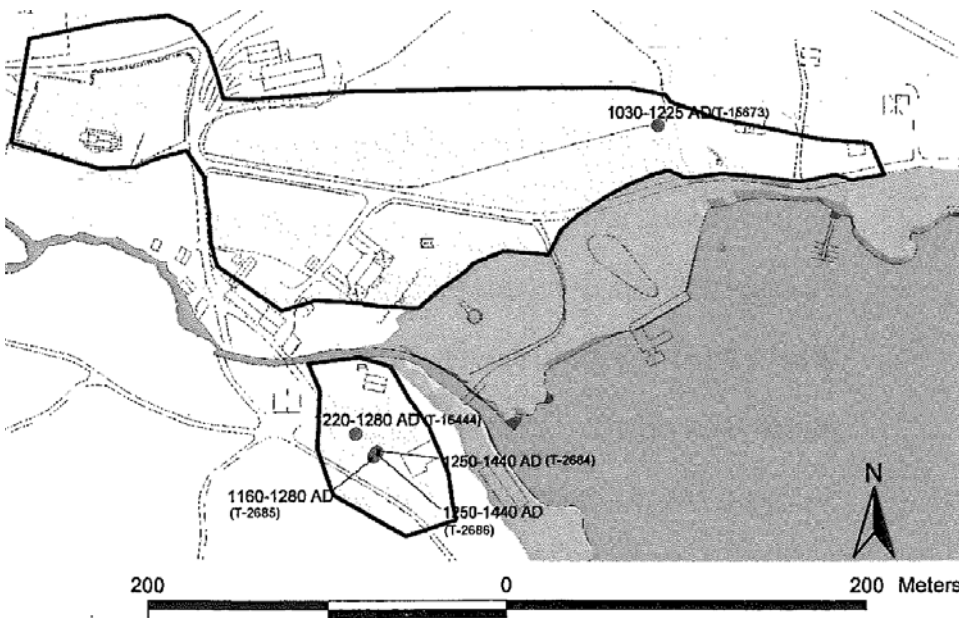 1030-1225 AD (T-15673)
220-1280 AD (T-15444)
1250-1440 AD (T-2684)
1160-1280 AD
(T-2685)
1250-1440 AD
(T-2686)
N
200 0 200 Meters